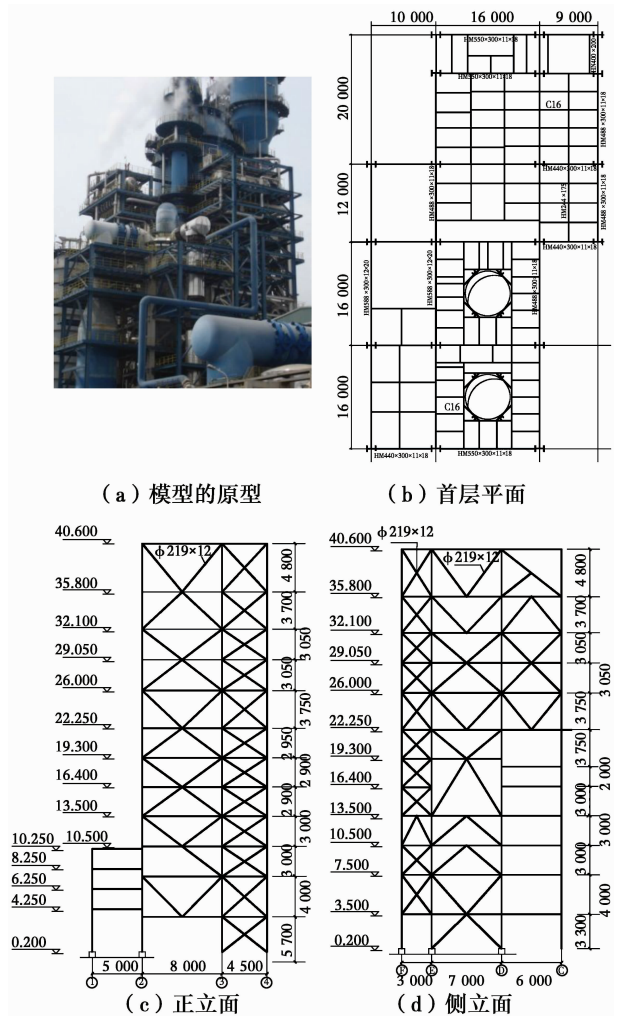 10 000 16 000 9 000
HM550×300×11×18
HN400×200
HM550×300×11×18
20 000
C16
HM488×300×11×18
HM440×300×11×18
12 000
HM488×300×11×18
HM244×175
HM488×300×11×18
HM440×300×11×18
16 000
HM588×300×12×20
HM588×300×12×20
HM488×300×11×18
16 000
C16
HM440×300×11×18
HM550×300×11×18
(a)模型的原型
(b)首层平面
40.600
ϕ219×12
4 800
35.800
3 700
32.100
3 050
29.050
3 050
26.000
3 750
22.250
2 950
19.300
2 900
16.400
2 900
13.500
3 000
10.250 10.500
8.250
3 000
6.250
4.250
4 000
0.200
5 700
5 000 8 000 4 500
① ② ③ ④
(c)正立面
ϕ219×12
40.600
ϕ219×12
4 800
35.800
3 700
32.100
3 050
29.050
3 050
26.000
3 750
22.250
3 750
19.300
2 000
16.400
3 000
13.500
3 000
10.500
3 000
7.500
4 000
3.500
3 300
0.200
F E D C
3 000 7 000 6 000
(d)侧立面